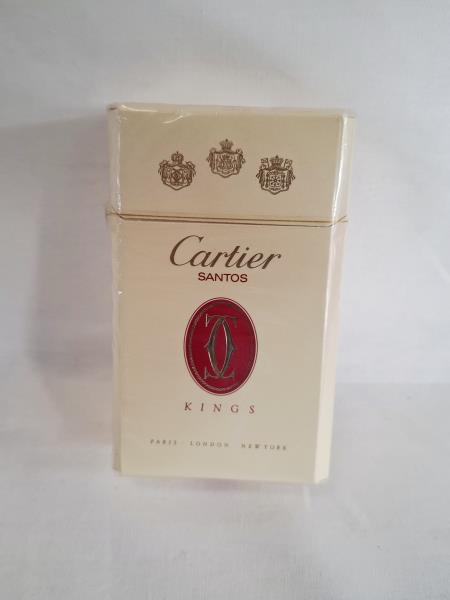 Cartier
SANTOS
KINGS
PARIS · LONDON · NEW YORK